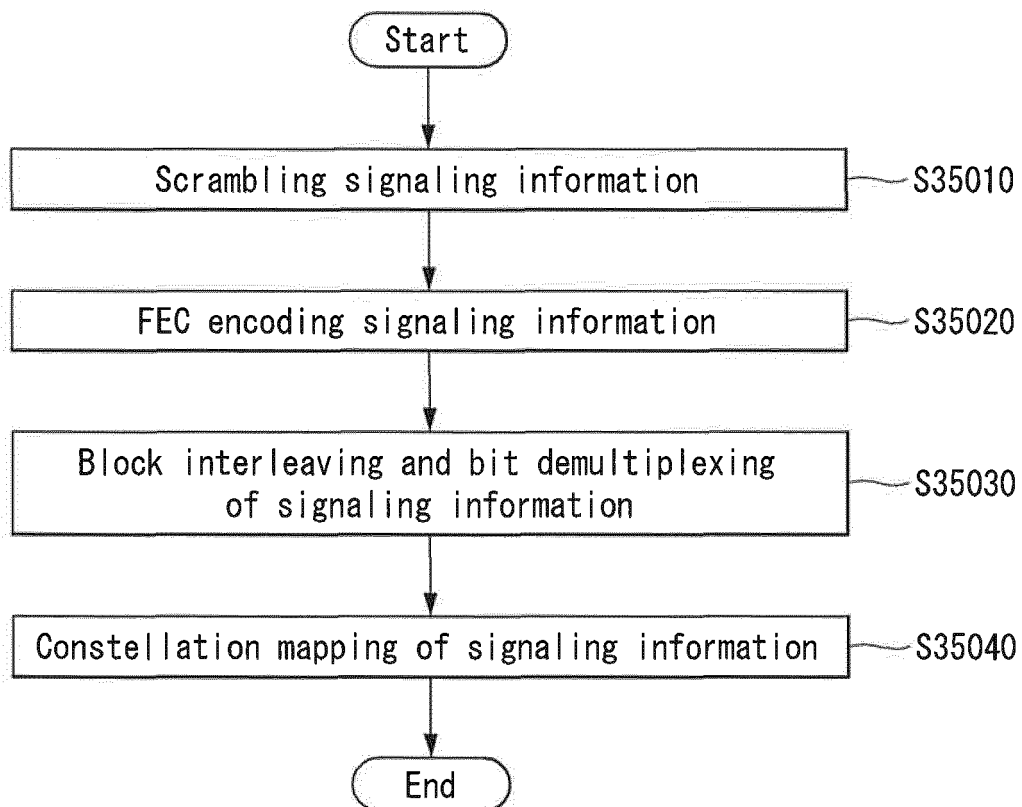 Start
Scrambling signaling information
S35010
FEC encoding signaling information
S35020
Block interleaving and bit demultiplexing
of signaling information
S35030
Constellation mapping of signaling information
S35040
End